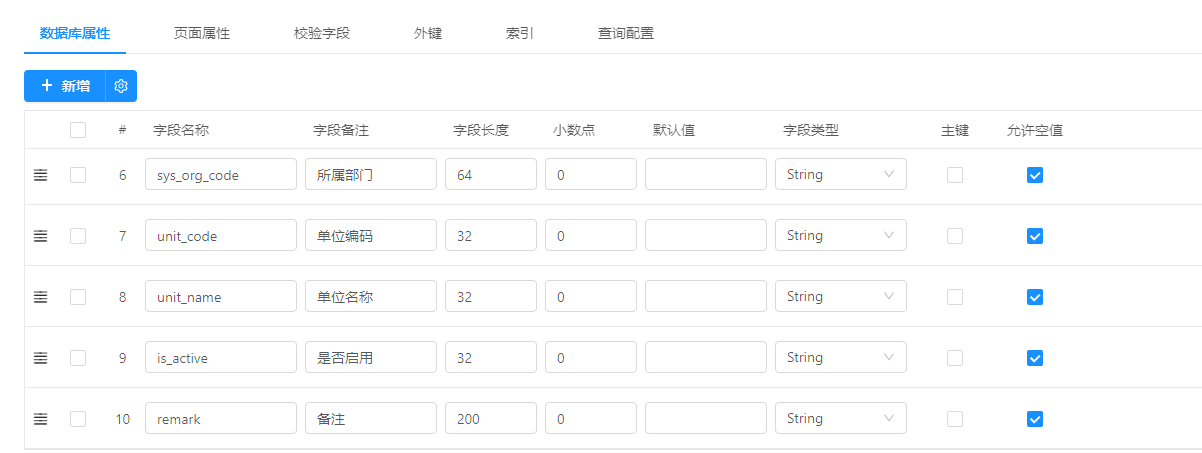 数据库属性 页面属性 校验字段 外键 索引 查询配置
+ 新增
# 字段名称 字段备注 字段长度 小数点 默认值 字段类型 主键 允许空值
6 sys_org_code 所属部门 64 0 String
7 unit_code 单位编码 32 0 String
8 unit_name 单位名称 32 0 String
9 is_active 是否启用 32 0 String
10 remark 备注 200 0 String